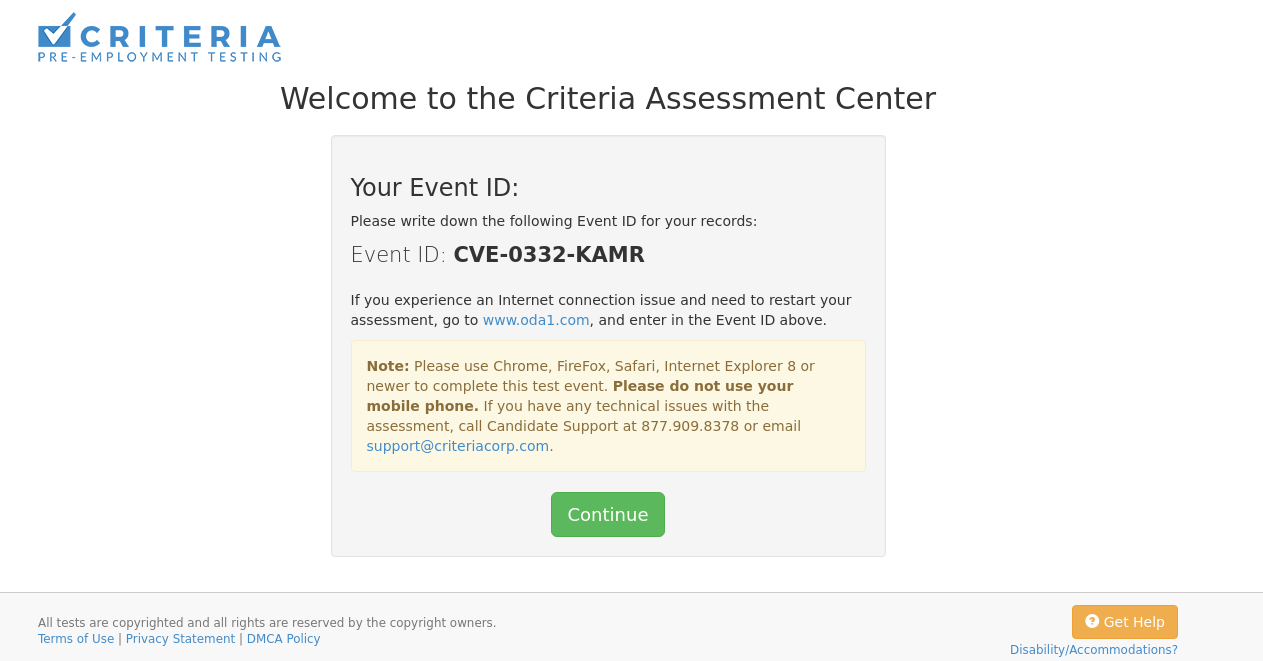 CRITERIA
PRE-EMPLOYMENT TESTING
Welcome to the Criteria Assessment Center
Your Event ID:
Please write down the following Event ID for your records:
Event ID: CVE-0332-KAMR
If you experience an Internet connection issue and need to restart your
assessment, go to www.oda1.com, and enter in the Event ID above.
Note: Please use Chrome, FireFox, Safari, Internet Explorer 8 or
newer to complete this test event. Please do not use your
mobile phone. If you have any technical issues with the
assessment, call Candidate Support at 877.909.8378 or email
support@criteriacorp.com.
Continue
All tests are copyrighted and all rights are reserved by the copyright owners.
Terms of Use | Privacy Statement | DMCA Policy
Get Help
Disability/Accommodations?